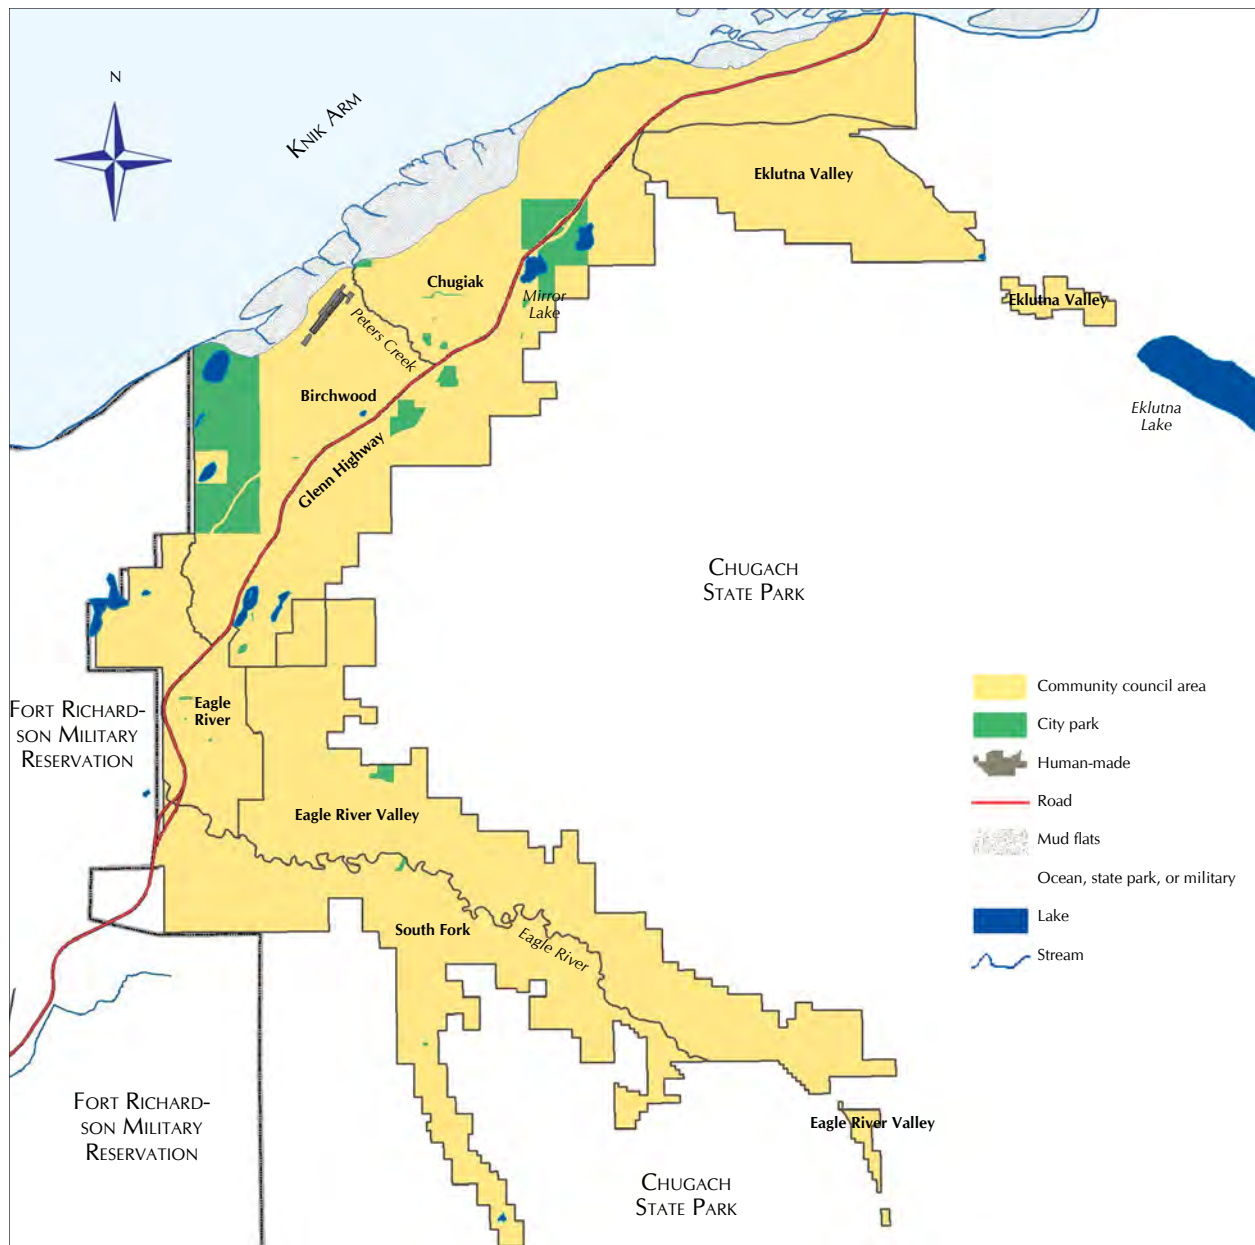 N
KNIK ARM
Eklutna Valley
Chugiak
Mirror
Lake
Eklutna Valley
Peters Creek
Birchwood
Eklutna
Lake
Glenn Highway
CHUGACH
STATE PARK
Community council area
Eagle
River
FORT RICHARD-
SON MILITARY
RESERVATION
City park
Human-made
Road
Eagle River Valley
Mud flats
Ocean, state park, or military
Lake
South Fork
Eagle River
Stream
FORT RICHARD-
SON MILITARY
RESERVATION
Eagle River Valley
CHUGACH
STATE PARK